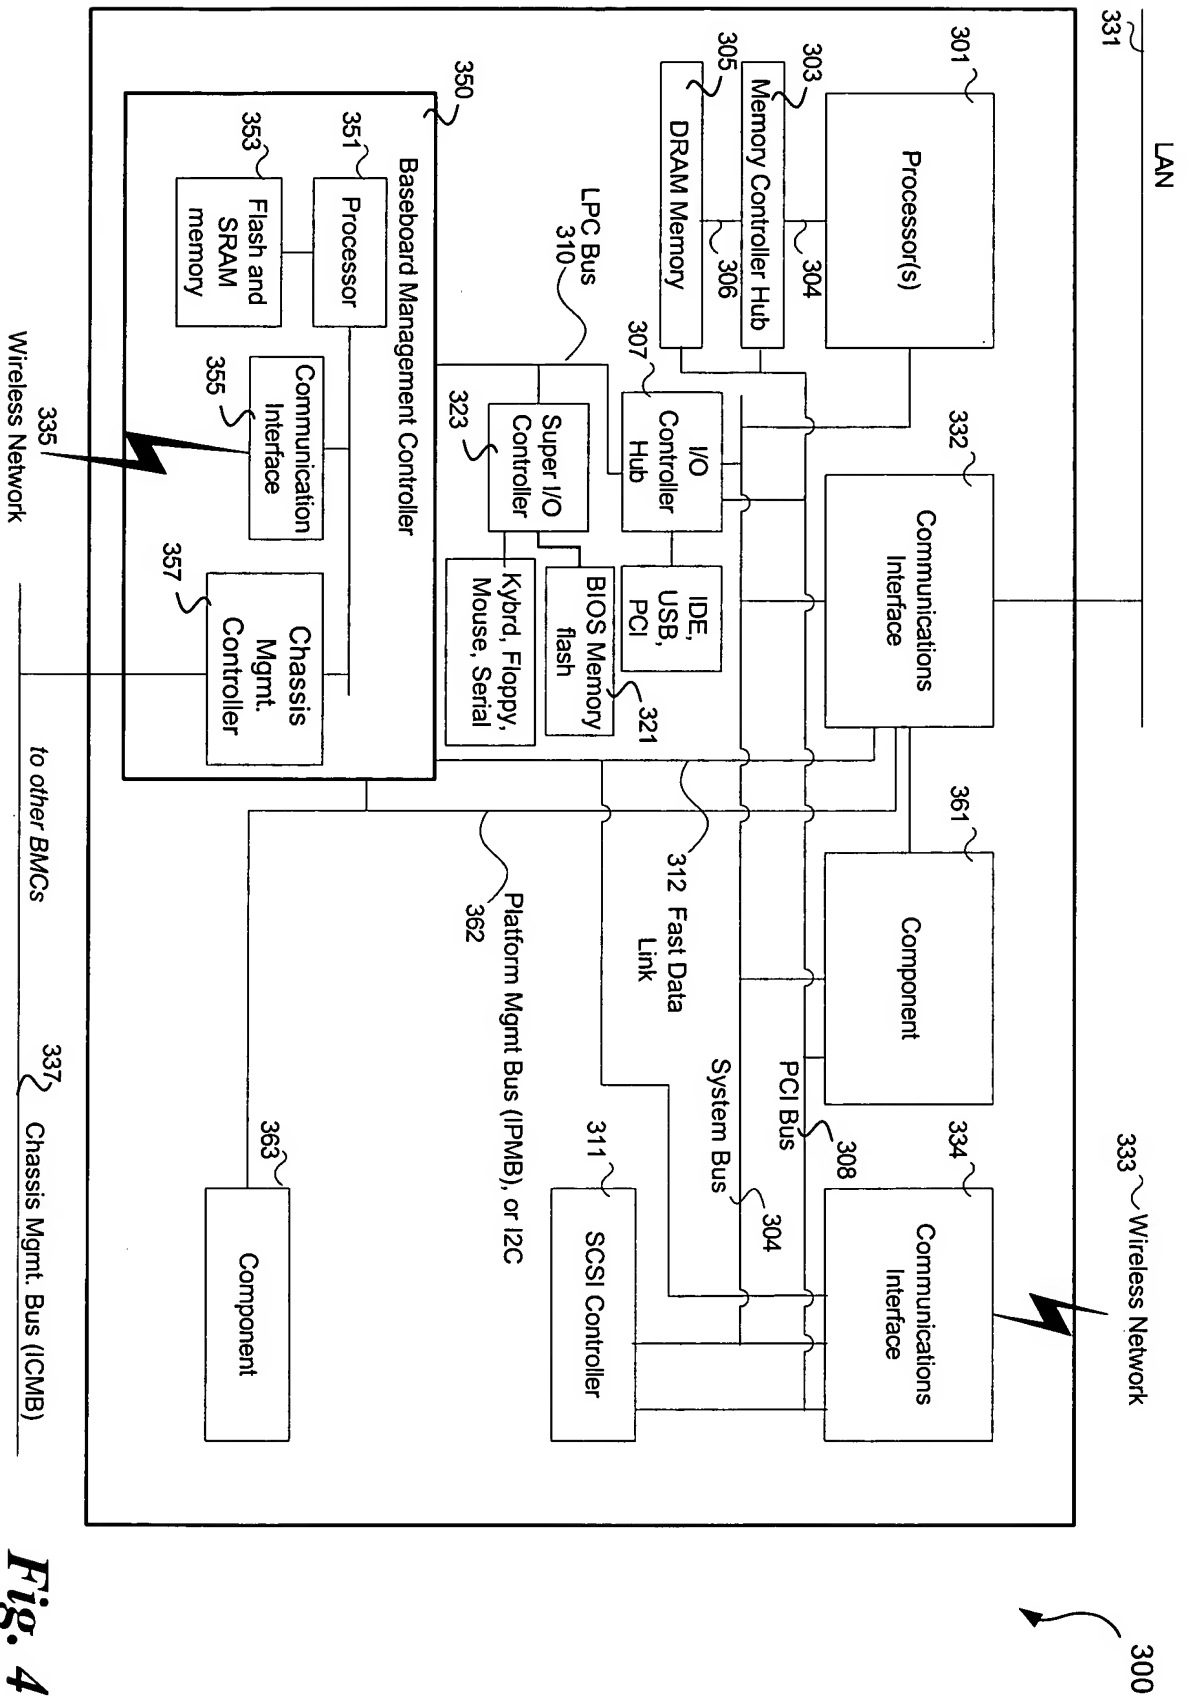 331
LAN
333
Wireless Network
300
301
Processor(s)
332
Communications
Interface
361
Component
334
Communications
Interface
303
Memory Controller Hub
304
305
DRAM Memory
306
PCI Bus
308
System Bus
304
307
I/O
Controller
Hub
IDE,
USB,
PCI
312 Fast Data
Link
311
SCSI Controller
LPC Bus
310
323
Super I/O
Controller
BIOS Memory
flash
321
Kybrd, Floppy,
Mouse, Serial
Platform Mgmt Bus (IPMB), or I2C
362
350
Baseboard Management Controller
351
Processor
353
Flash and
SRAM
memory
Communication
Interface
355
357
Chassis
Mgmt.
Controller
363
Component
335
Wireless Network
to other BMCs
337
Chassis Mgmt. Bus (ICMB)
Fig. 4